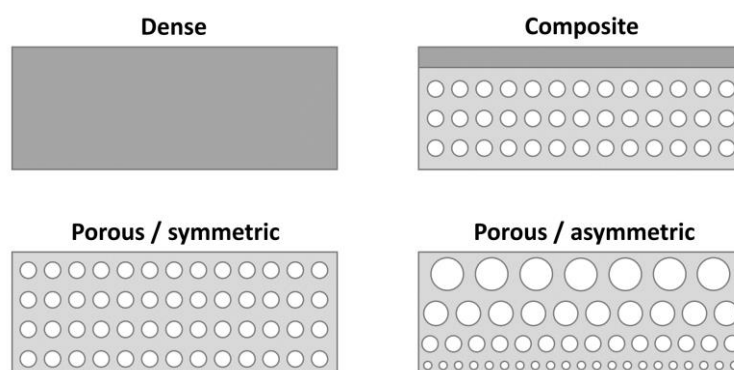 Dense
Composite
Porous / symmetric
Porous / asymmetric